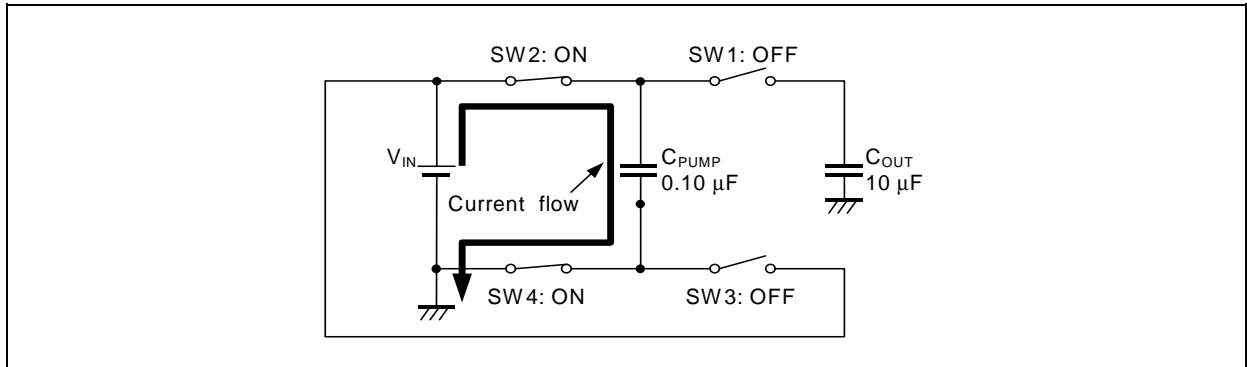 SW2: ON
SW1: OFF
V_IN
C_PUMP
0.10 μF
C_OUT
10 μF
Current flow
SW4: ON
SW3: OFF